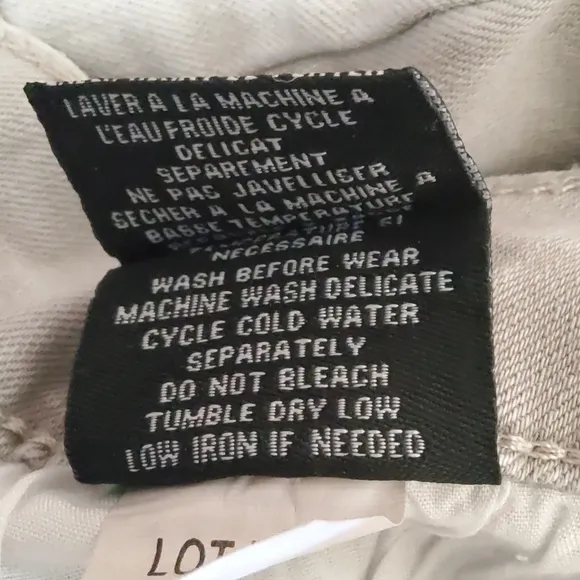 LAVER A LA MACHINE A
L'EAU FROIDE CYCLE
DELICAT
SEPAREMENT
NE PAS JAVELLISER
SECHER A LA MACHINE A
BASSE TEMPERATURE
SI
NECESSAIRE
WASH BEFORE WEAR
MACHINE WASH DELICATE
CYCLE COLD WATER
SEPARATELY
DO NOT BLEACH
TUMBLE DRY LOW
LOW IRON IF NEEDED
LOT